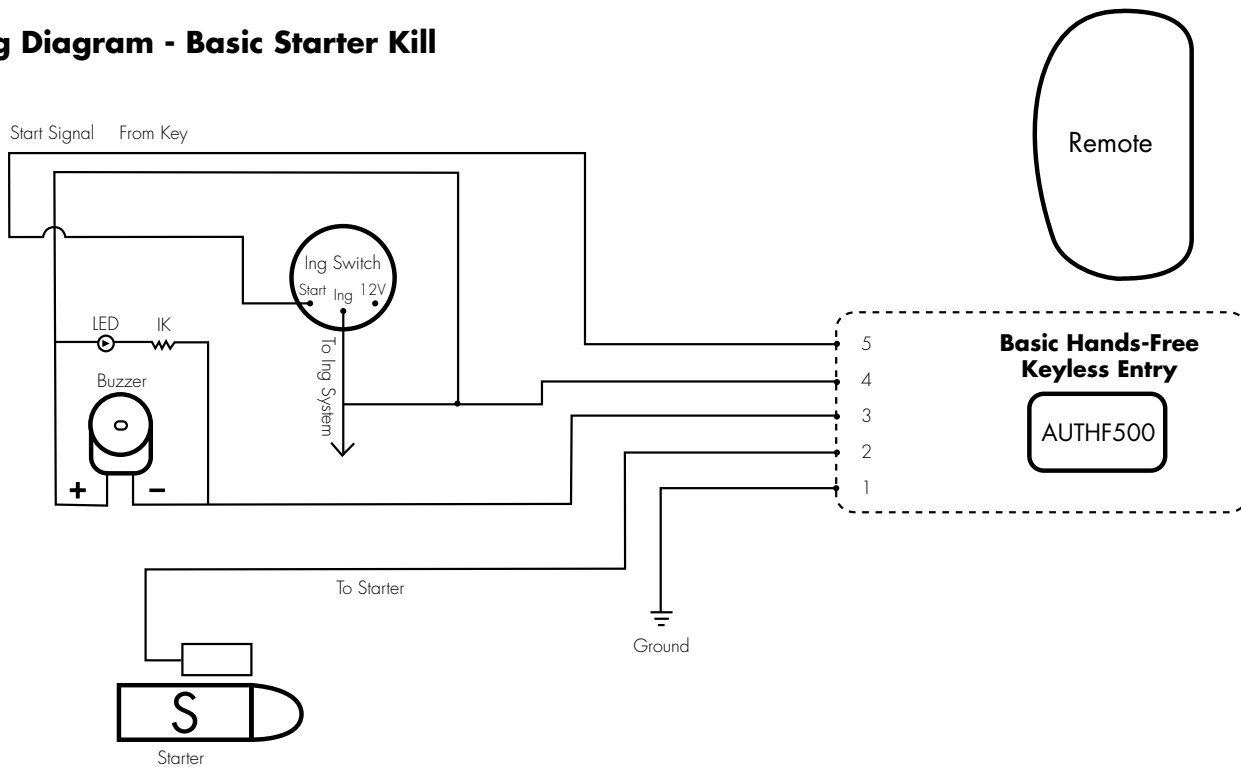 g Diagram - Basic Starter Kill
Start Signal From Key
Remote
Ing Switch
Start Ing 12V
To Ing System
LED IK
Buzzer
+ −
5
4
3
2
1
Basic Hands-Free
Keyless Entry
AUTHF500
To Starter
Ground
S
Starter